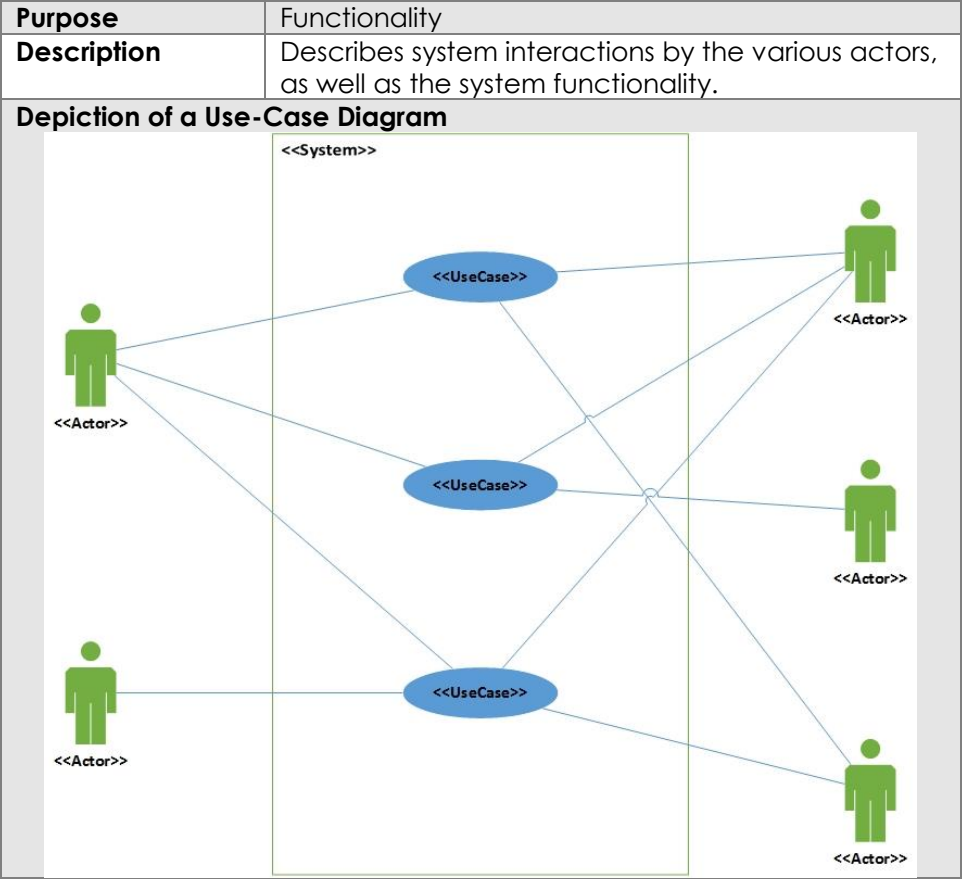 Purpose
Functionality
Description
Describes system interactions by the various actors,
as well as the system functionality.
Depiction of a Use-Case Diagram
<<System>>
<<UseCase>>
<<Actor>>
<<Actor>>
<<UseCase>>
<<Actor>>
<<UseCase>>
<<Actor>>
<<Actor>>